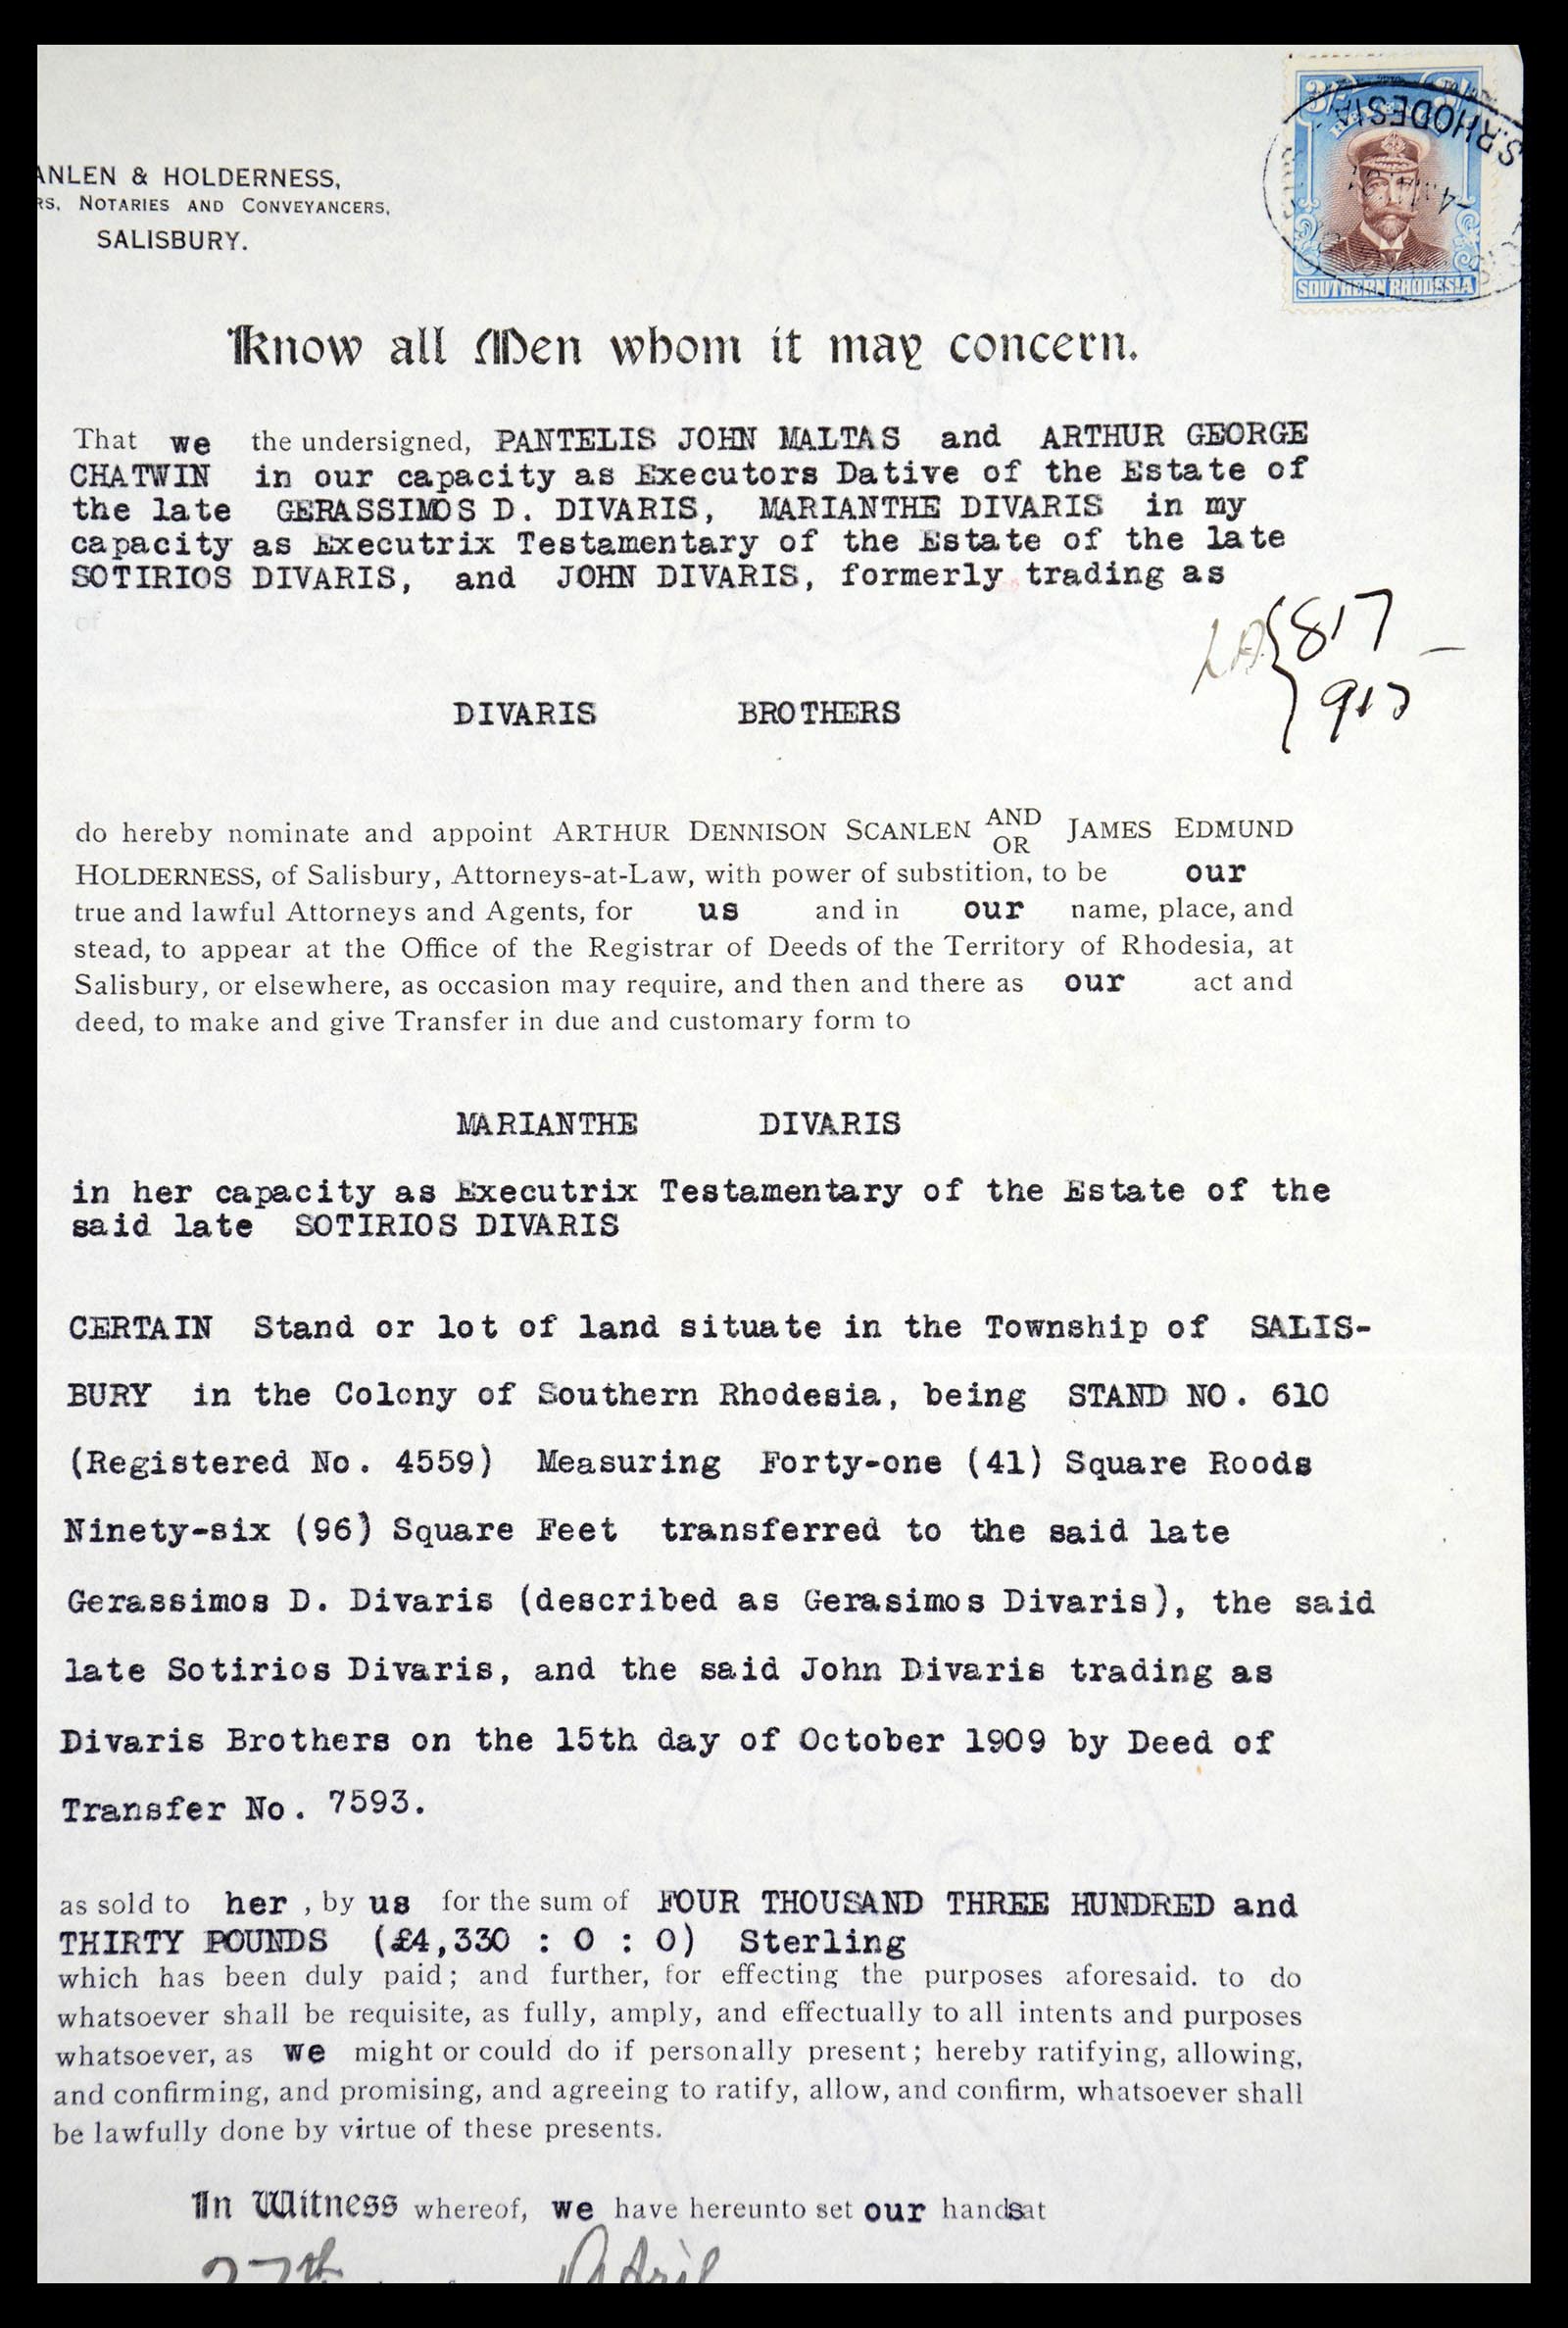 ANLEN & HOLDERNESS,
RS, NOTARIES AND CONVEYANCERS,
SALISBURY.
3/-
REVENUE
S.RHODESIA
SOUTHERN RHODESIA
Know all Men whom it may concern.
That we the undersigned, PANTELIS JOHN MALTAS and ARTHUR GEORGE
CHATWIN in our capacity as Executors Dative of the Estate of
the late GERASSIMOS D. DIVARIS, MARIANTHE DIVARIS in my
capacity as Executrix Testamentary of the Estate of the late
SOTIRIOS DIVARIS, and JOHN DIVARIS, formerly trading as
of
817
DIVARIS BROTHERS
do hereby nominate and appoint ARTHUR DENNISON SCANLEN AND OR JAMES EDMUND
HOLDERNESS, of Salisbury, Attorneys-at-Law, with power of substition, to be our
true and lawful Attorneys and Agents, for us and in our name, place, and
stead, to appear at the Office of the Registrar of Deeds of the Territory of Rhodesia, at
Salisbury, or elsewhere, as occasion may require, and then and there as our act and
deed, to make and give Transfer in due and customary form to
MARIANTHE DIVARIS
in her capacity as Executrix Testamentary of the Estate of the
said late SOTIRIOS DIVARIS
CERTAIN Stand or lot of land situate in the Township of SALIS-
BURY in the Colony of Southern Rhodesia, being STAND NO. 610
(Registered No. 4559) Measuring Forty-one (41) Square Roods
Ninety-six (96) Square Feet transferred to the said late
Gerassimos D. Divaris (described as Gerasimos Divaris), the said
late Sotirios Divaris, and the said John Divaris trading as
Divaris Brothers on the 15th day of October 1909 by Deed of
Transfer No. 7593.
as sold to her , by us for the sum of FOUR THOUSAND THREE HUNDRED and
THIRTY POUNDS (£4,330 : 0 : 0) Sterling
which has been duly paid; and further, for effecting the purposes aforesaid. to do
whatsoever shall be requisite, as fully, amply, and effectually to all intents and purposes
whatsoever, as we might or could do if personally present; hereby ratifying, allowing,
and confirming, and promising, and agreeing to ratify, allow, and confirm, whatsoever shall
be lawfully done by virtue of these presents.
In Witness whereof, we have hereunto set our hands at
27th April